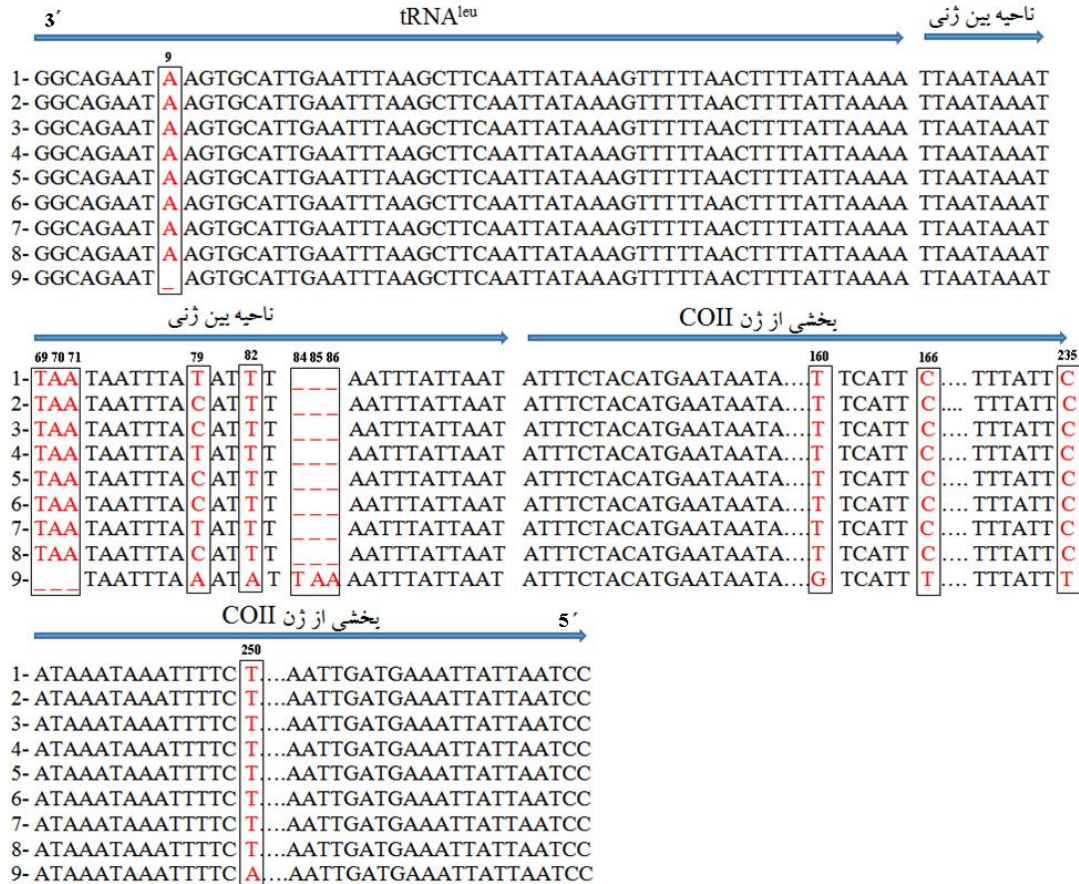 3´ tRNAleu ناحیه بین ژنی
9
1- GGCAGAAT A AGTGCATTGAATTTAAGCTTCAATTATAAAGTTTTTAACTTTTATTAAAA TTAATAAAT
2- GGCAGAAT A AGTGCATTGAATTTAAGCTTCAATTATAAAGTTTTTAACTTTTATTAAAA TTAATAAAT
3- GGCAGAAT A AGTGCATTGAATTTAAGCTTCAATTATAAAGTTTTTAACTTTTATTAAAA TTAATAAAT
4- GGCAGAAT A AGTGCATTGAATTTAAGCTTCAATTATAAAGTTTTTAACTTTTATTAAAA TTAATAAAT
5- GGCAGAAT A AGTGCATTGAATTTAAGCTTCAATTATAAAGTTTTTAACTTTTATTAAAA TTAATAAAT
6- GGCAGAAT A AGTGCATTGAATTTAAGCTTCAATTATAAAGTTTTTAACTTTTATTAAAA TTAATAAAT
7- GGCAGAAT A AGTGCATTGAATTTAAGCTTCAATTATAAAGTTTTTAACTTTTATTAAAA TTAATAAAT
8- GGCAGAAT A AGTGCATTGAATTTAAGCTTCAATTATAAAGTTTTTAACTTTTATTAAAA TTAATAAAT
9- GGCAGAAT _ AGTGCATTGAATTTAAGCTTCAATTATAAAGTTTTTAACTTTTATTAAAA TTAATAAAT
ناحیه بین ژنی بخشی از ژن COII
69 70 71 79 82 84 85 86 160 166 235
1- TAA TAATTTA T AT T T _ _ _ AATTTATTAAT ATTTCTACATGAATAATA.... T TCATT C .... TTTATT C
2- TAA TAATTTA C AT T T _ _ _ AATTTATTAAT ATTTCTACATGAATAATA.... T TCATT C .... TTTATT C
3- TAA TAATTTA C AT T T _ _ _ AATTTATTAAT ATTTCTACATGAATAATA.... T TCATT C .... TTTATT C
4- TAA TAATTTA T AT T T _ _ _ AATTTATTAAT ATTTCTACATGAATAATA.... T TCATT C .... TTTATT C
5- TAA TAATTTA C AT T T _ _ _ AATTTATTAAT ATTTCTACATGAATAATA.... T TCATT C .... TTTATT C
6- TAA TAATTTA C AT T T _ _ _ AATTTATTAAT ATTTCTACATGAATAATA.... T TCATT C .... TTTATT C
7- TAA TAATTTA T AT T T _ _ _ AATTTATTAAT ATTTCTACATGAATAATA.... T TCATT C .... TTTATT C
8- TAA TAATTTA C AT T T _ _ _ AATTTATTAAT ATTTCTACATGAATAATA.... T TCATT C .... TTTATT C
9- _ _ _ TAATTTA A AT A T TAA AATTTATTAAT ATTTCTACATGAATAATA.... G TCATT T .... TTTATT T
بخشی از ژن COII 5´
250
1- ATAAATAAATTTTC T ....AATTGATGAAATTATTAATCC
2- ATAAATAAATTTTC T ....AATTGATGAAATTATTAATCC
3- ATAAATAAATTTTC T ....AATTGATGAAATTATTAATCC
4- ATAAATAAATTTTC T ....AATTGATGAAATTATTAATCC
5- ATAAATAAATTTTC T ....AATTGATGAAATTATTAATCC
6- ATAAATAAATTTTC T ....AATTGATGAAATTATTAATCC
7- ATAAATAAATTTTC T ....AATTGATGAAATTATTAATCC
8- ATAAATAAATTTTC T ....AATTGATGAAATTATTAATCC
9- ATAAATAAATTTTC A ....AATTGATGAAATTATTAATCC